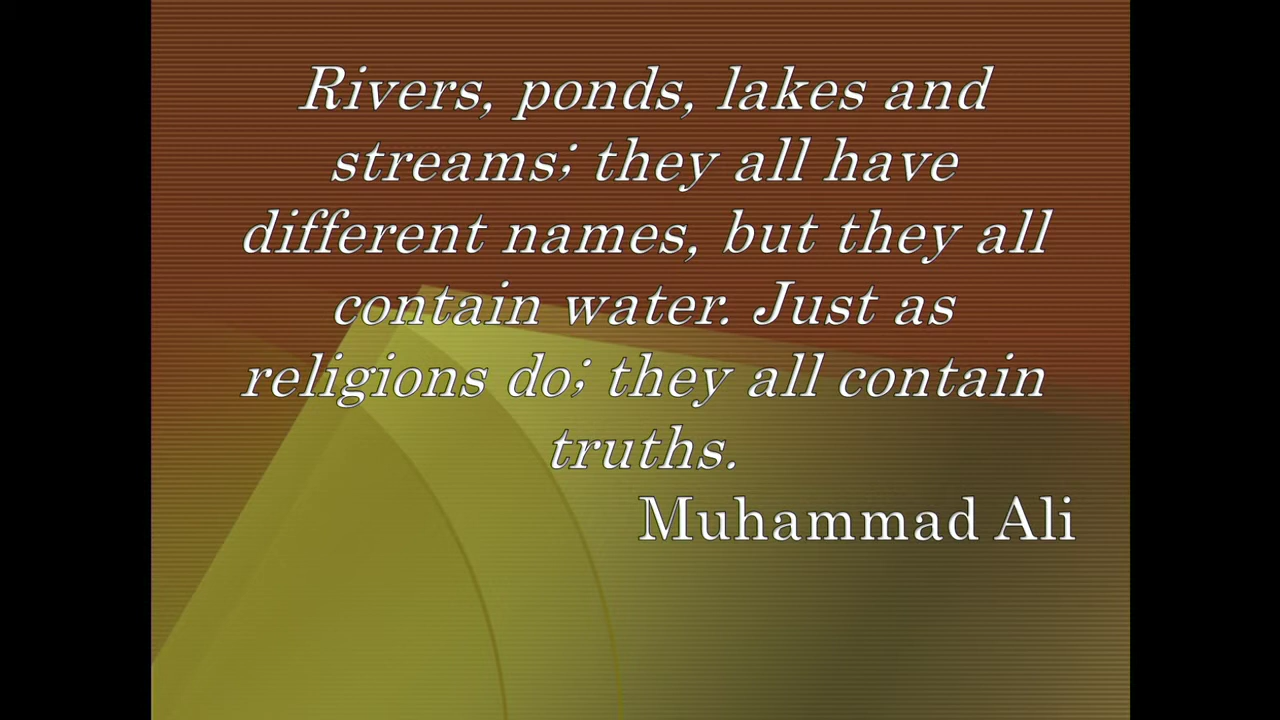 Rivers, ponds, lakes and
streams; they all have
different names, but they all
contain water. Just as
religions do; they all contain
truths.
Muhammad Ali